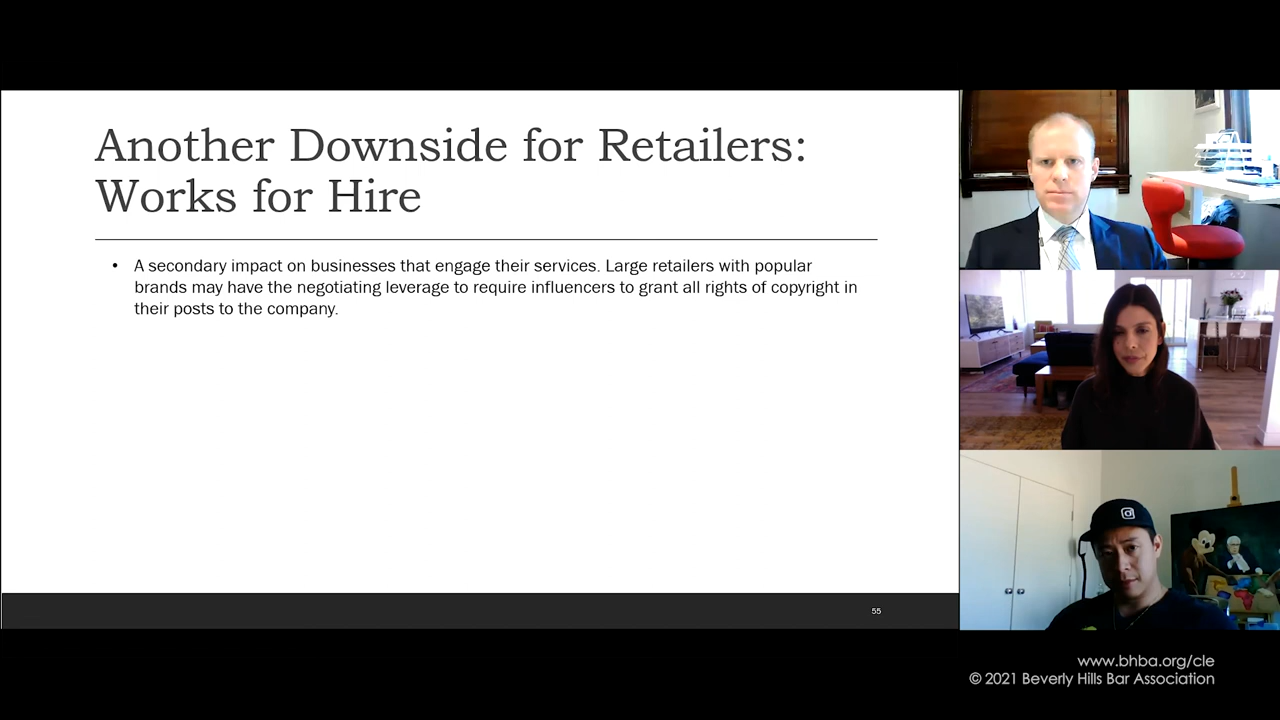 Another Downside for Retailers:
Works for Hire
• A secondary impact on businesses that engage their services. Large retailers with popular
brands may have the negotiating leverage to require influencers to grant all rights of copyright in
their posts to the company.
55
www.bhba.org/cle
© 2021 Beverly Hills Bar Association